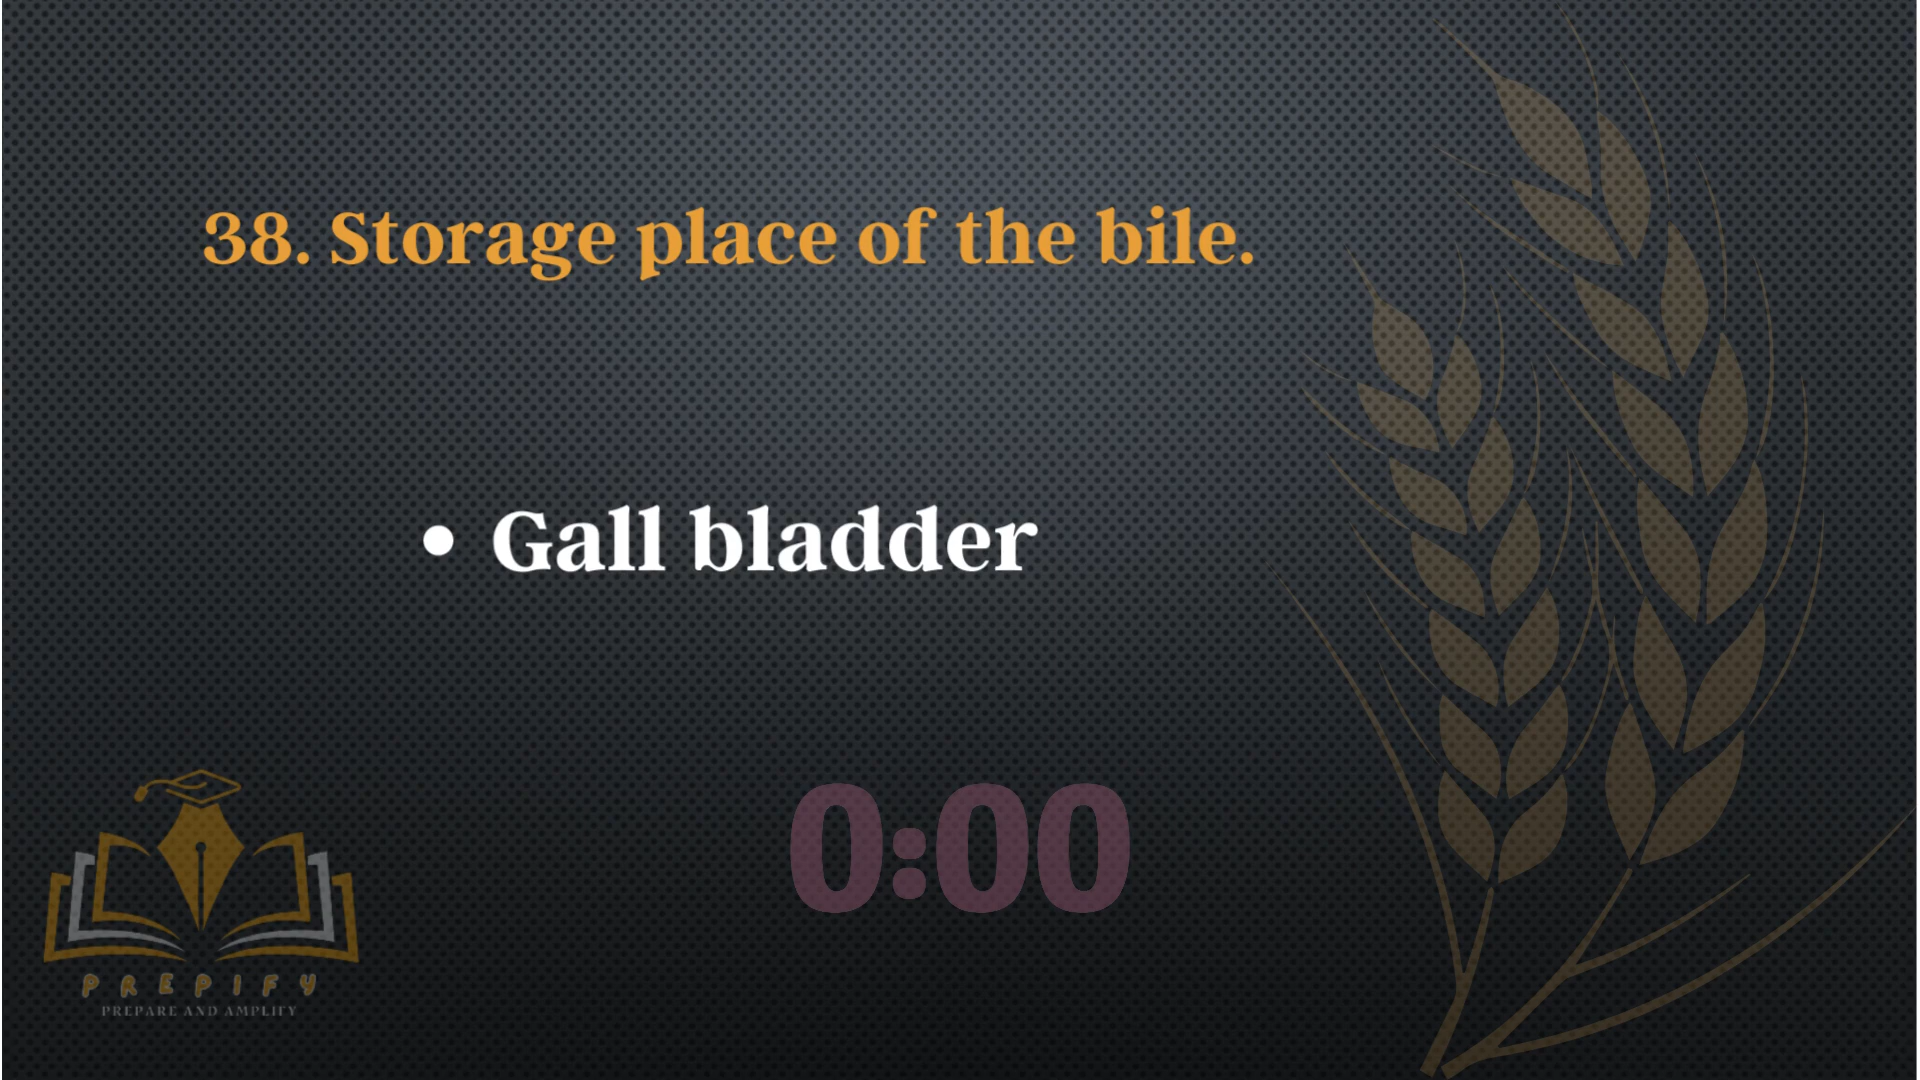 38. Storage place of the bile.
• Gall bladder
0:00
PREPIFY
PREPARE AND AMPLIFY